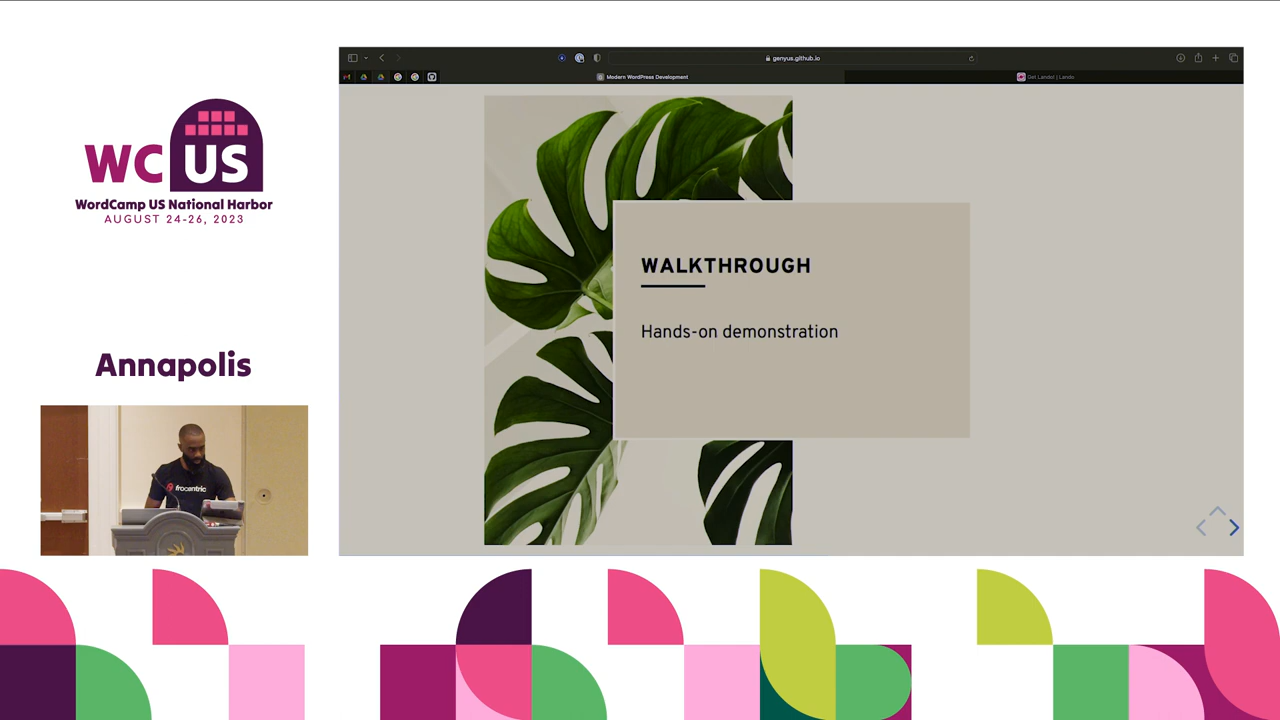 WC US
WordCamp US National Harbor
AUGUST 24-26, 2023
Annapolis
frocentric
genyus.github.io
Modern WordPress Development
Get Lando! | Lando
WALKTHROUGH
Hands-on demonstration